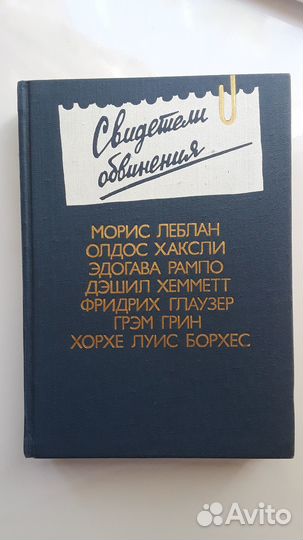 Свидетели
обвинения
МОРИС ЛЕБЛАН
ОЛДОС ХАКСЛИ
ЭДОГАВА РАМПО
ДЭШИЛ ХЕММЕТТ
ФРИДРИХ ГЛАУЗЕР
ГРЭМ ГРИН
ХОРХЕ ЛУИС БОРХЕС
Avito